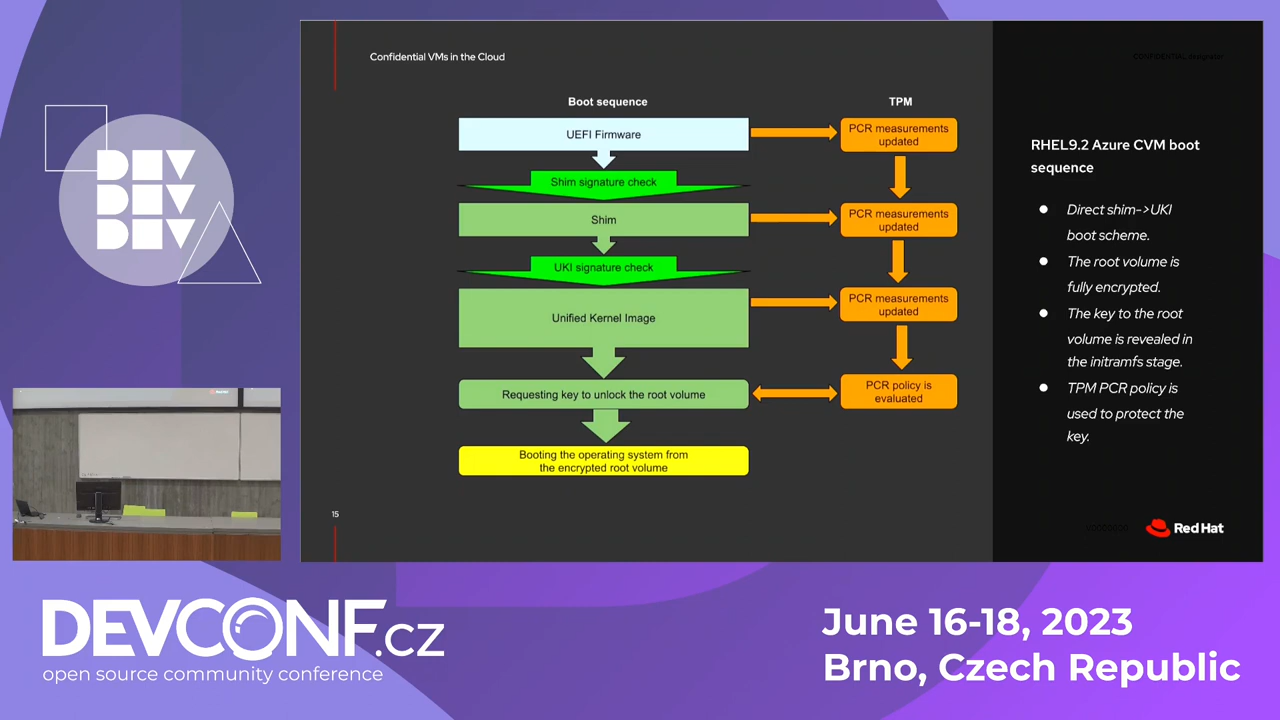 Confidential VMs in the Cloud
CONFIDENTIAL designator
Boot sequence
TPM
UEFI Firmware
PCR measurements
updated
Shim signature check
Shim
PCR measurements
updated
UKI signature check
Unified Kernel Image
PCR measurements
updated
Requesting key to unlock the root volume
PCR policy is
evaluated
Booting the operating system from
the encrypted root volume
15
RHEL9.2 Azure CVM boot
sequence
Direct shim->UKI
boot scheme.
The root volume is
fully encrypted.
The key to the root
volume is revealed in
the initramfs stage.
TPM PCR policy is
used to protect the
key.
Red Hat
DEV
DEV
DEV
DEVCONF.cz
open source community conference
June 16-18, 2023
Brno, Czech Republic